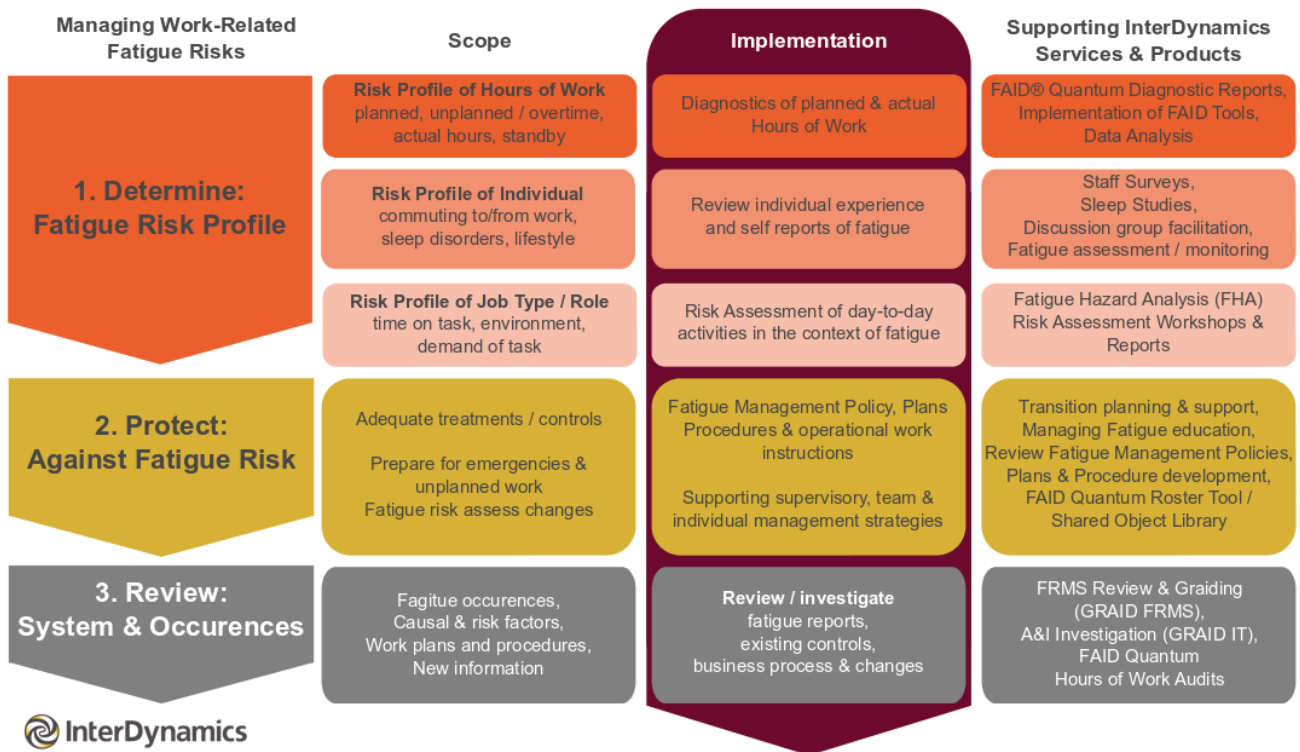 Managing Work-Related
Fatigue Risks
Scope
Implementation
Supporting InterDynamics
Services & Products
1. Determine:
Fatigue Risk Profile
Risk Profile of Hours of Work
planned, unplanned / overtime,
actual hours, standby
Diagnostics of planned & actual
Hours of Work
FAID® Quantum Diagnostic Reports,
Implementation of FAID Tools,
Data Analysis
Risk Profile of Individual
commuting to/from work,
sleep disorders, lifestyle
Review individual experience
and self reports of fatigue
Staff Surveys,
Sleep Studies,
Discussion group facilitation,
Fatigue assessment / monitoring
Risk Profile of Job Type / Role
time on task, environment,
demand of task
Risk Assessment of day-to-day
activities in the context of fatigue
Fatigue Hazard Analysis (FHA)
Risk Assessment Workshops &
Reports
2. Protect:
Against Fatigue Risk
Adequate treatments / controls
Prepare for emergencies &
unplanned work
Fatigue risk assess changes
Fatigue Management Policy, Plans
Procedures & operational work
instructions
Supporting supervisory, team &
individual management strategies
Transition planning & support,
Managing Fatigue education,
Review Fatigue Management Policies,
Plans & Procedure development,
FAID Quantum Roster Tool /
Shared Object Library
3. Review:
System & Occurences
Fagitue occurences,
Causal & risk factors,
Work plans and procedures,
New information
Review / investigate
fatigue reports,
existing controls,
business process & changes
FRMS Review & Graiding
(GRAID FRMS),
A&I Investigation (GRAID IT),
FAID Quantum
Hours of Work Audits
InterDynamics